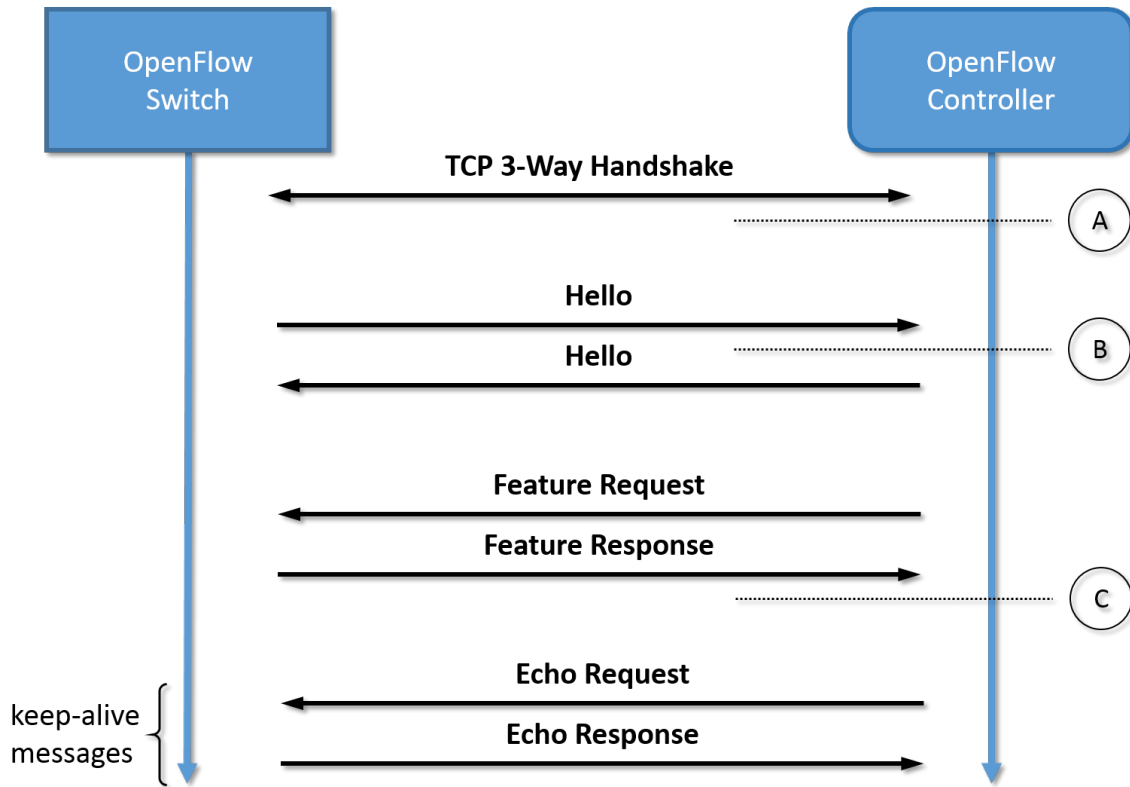 OpenFlow
Switch
OpenFlow
Controller
TCP 3-Way Handshake
A
Hello
B
Hello
Feature Request
Feature Response
C
Echo Request
keep-alive
messages
Echo Response